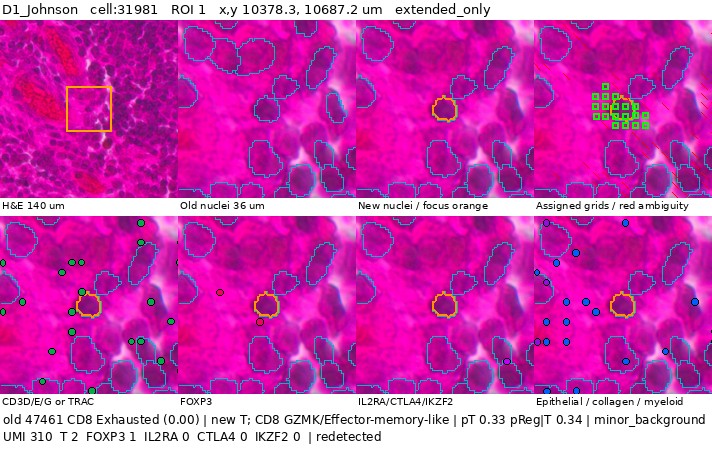 D1_Johnson cell:31981 ROI 1 x,y 10378.3, 10687.2 um extended_only
H&E 140 um
Old nuclei 36 um
New nuclei / focus orange
Assigned grids / red ambiguity
CD3D/E/G or TRAC
FOXP3
IL2RA/CTLA4/IKZF2
Epithelial / collagen / myeloid
old 47461 CD8 Exhausted (0.00) | new T; CD8 GZMK/Effector-memory-like | pT 0.33 pReg|T 0.34 | minor_background
UMI 310 T 2 FOXP3 1 IL2RA 0 CTLA4 0 IKZF2 0 | redetected